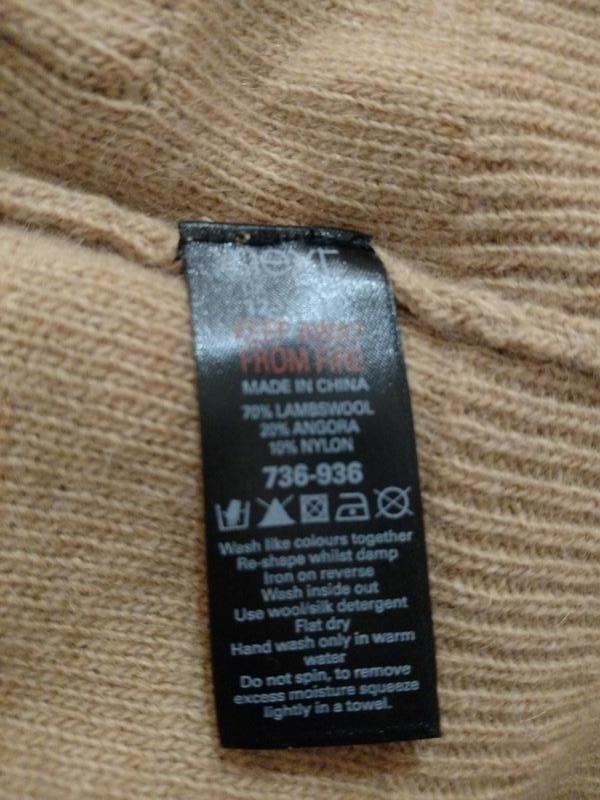 next
KEEP AWAY
FROM FIRE
MADE IN CHINA
70% LAMBSWOOL
20% ANGORA
10% NYLON
736-936
Wash like colours together
Re-shape whilst damp
Iron on reverse
Wash inside out
Use wool/silk detergent
Flat dry
Hand wash only in warm
water
Do not spin, to remove
excess moisture squeeze
lightly in a towel.